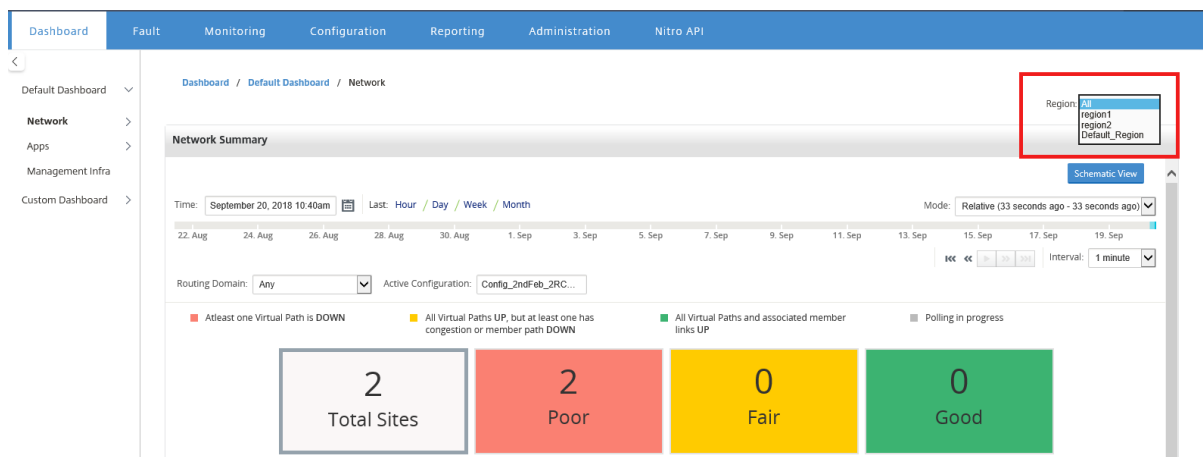 Dashboard Fault Monitoring Configuration Reporting Administration Nitro API
Default Dashboard
Network
Apps
Management Infra
Custom Dashboard
Dashboard / Default Dashboard / Network
Region: All
region1
region2
Default_Region
Network Summary
Schematic View
Time: September 20, 2018 10:40am Last: Hour / Day / Week / Month Mode: Relative (33 seconds ago - 33 seconds ago)
22. Aug 24. Aug 26. Aug 28. Aug 30. Aug 1. Sep 3. Sep 5. Sep 7. Sep 9. Sep 11. Sep 13. Sep 15. Sep 17. Sep 19. Sep
Interval: 1 minute
Routing Domain: Any Active Configuration: Config_2ndFeb_2RC...
Atleast one Virtual Path is DOWN
All Virtual Paths UP, but at least one has
congestion or member path DOWN
All Virtual Paths and associated member
links UP
Polling in progress
2
Total Sites
2
Poor
0
Fair
0
Good